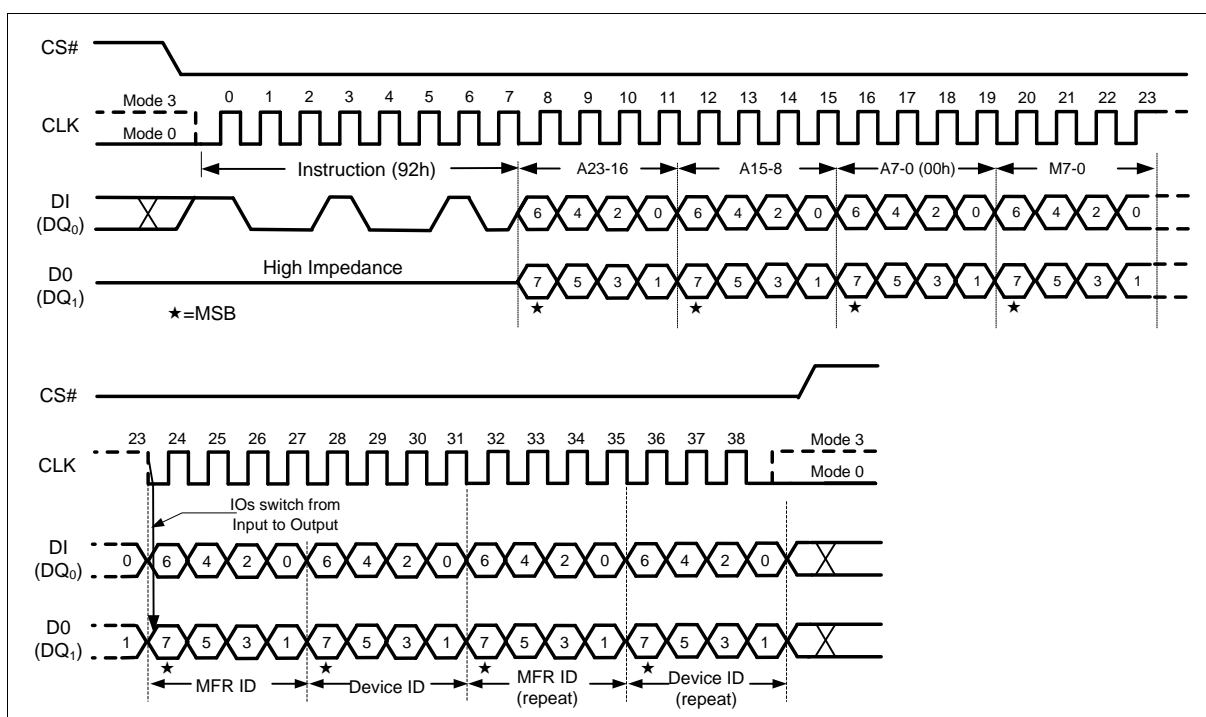 CS#
Mode 3
0 1 2 3 4 5 6 7 8 9 10 11 12 13 14 15 16 17 18 19 20 21 22 23
CLK
Mode 0
Instruction (92h) A23-16 A15-8 A7-0 (00h) M7-0
DI
(DQ0)
6 4 2 0 6 4 2 0 6 4 2 0 6 4 2 0
High Impedance
D0
(DQ1)
7 5 3 1 7 5 3 1 7 5 3 1 7 5 3 1
★=MSB ★ ★ ★ ★
CS#
23 24 25 26 27 28 29 30 31 32 33 34 35 36 37 38
Mode 3
CLK
Mode 0
IOs switch from
Input to Output
DI
(DQ0)
0 6 4 2 0 6 4 2 0 6 4 2 0 6 4 2 0
D0
(DQ1)
1 7 5 3 1 7 5 3 1 7 5 3 1 7 5 3 1
★ ★ ★ ★
MFR ID Device ID MFR ID
(repeat)
Device ID
(repeat)